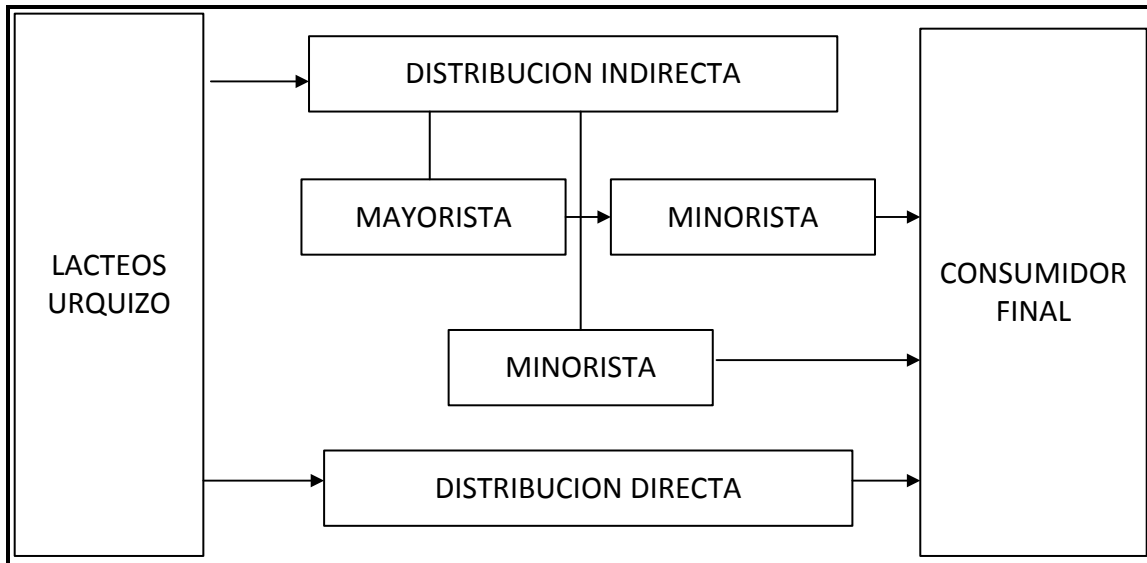 LACTEOS
URQUIZO
DISTRIBUCION INDIRECTA
MAYORISTA
MINORISTA
MINORISTA
DISTRIBUCION DIRECTA
CONSUMIDOR
FINAL